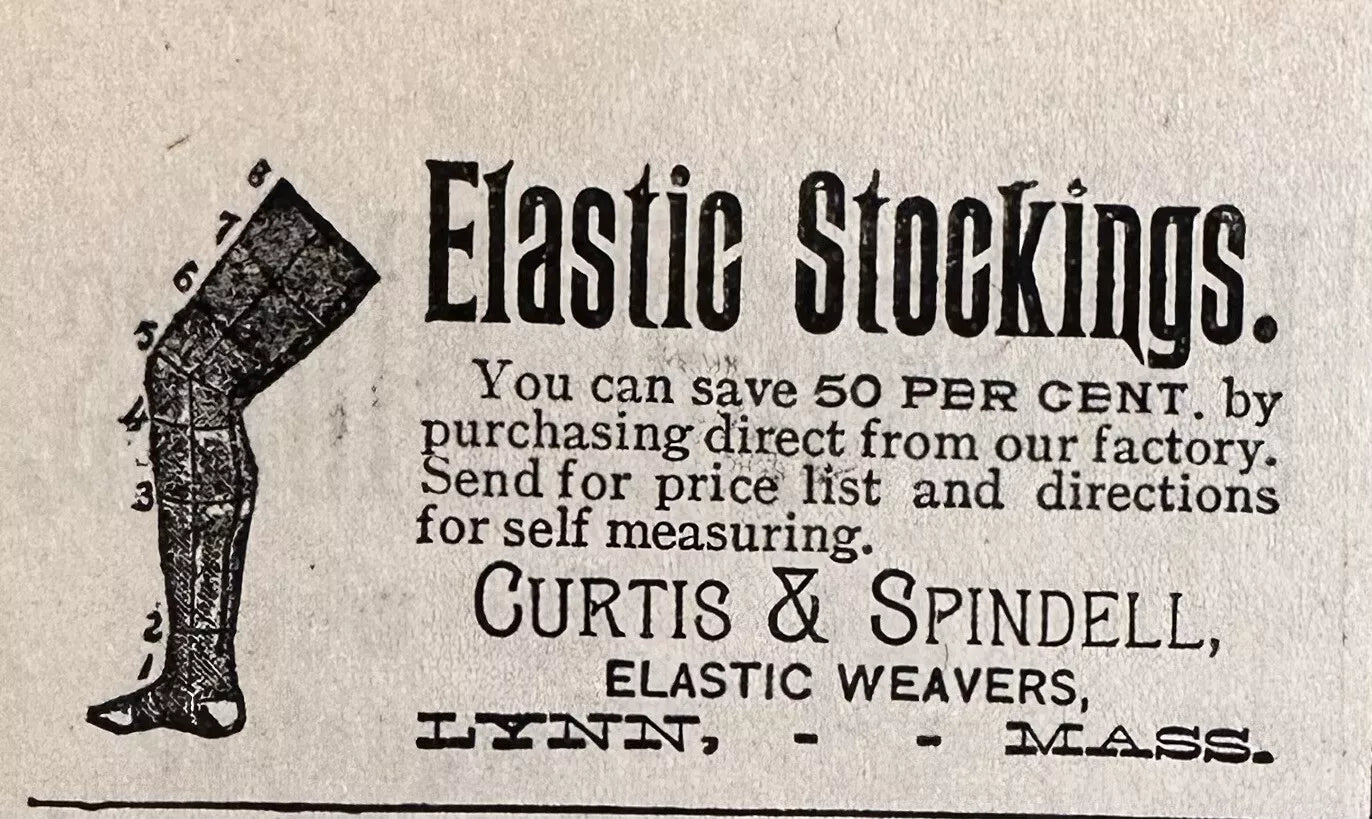 8
7
6
5
4
3
2
1
Elastic Stockings.
You can save 50 PER CENT. by
purchasing direct from our factory.
Send for price list and directions
for self measuring.
CURTIS & SPINDELL,
ELASTIC WEAVERS,
LYNN, - - MASS.